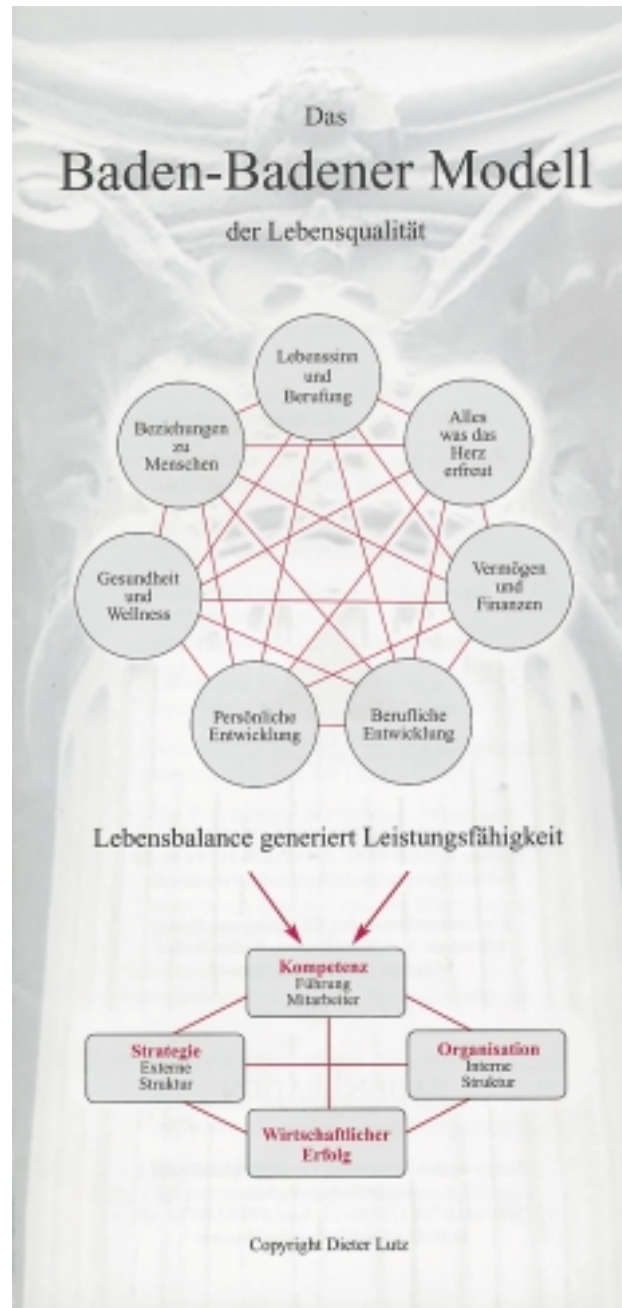 Das
Baden-Badener Modell
der Lebensqualität
Lebenssinn
und
Berufung
Beziehungen
zu
Menschen
Alles
was das
Herz
erfreut
Gesundheit
und
Wellness
Vermögen
und
Finanzen
Persönliche
Entwicklung
Berufliche
Entwicklung
Lebensbalance generiert Leistungsfähigkeit
Kompetenz
Führung
Mitarbeiter
Strategie
Externe
Struktur
Organisation
Interne
Struktur
Wirtschaftlicher
Erfolg
Copyright Dieter Lutz